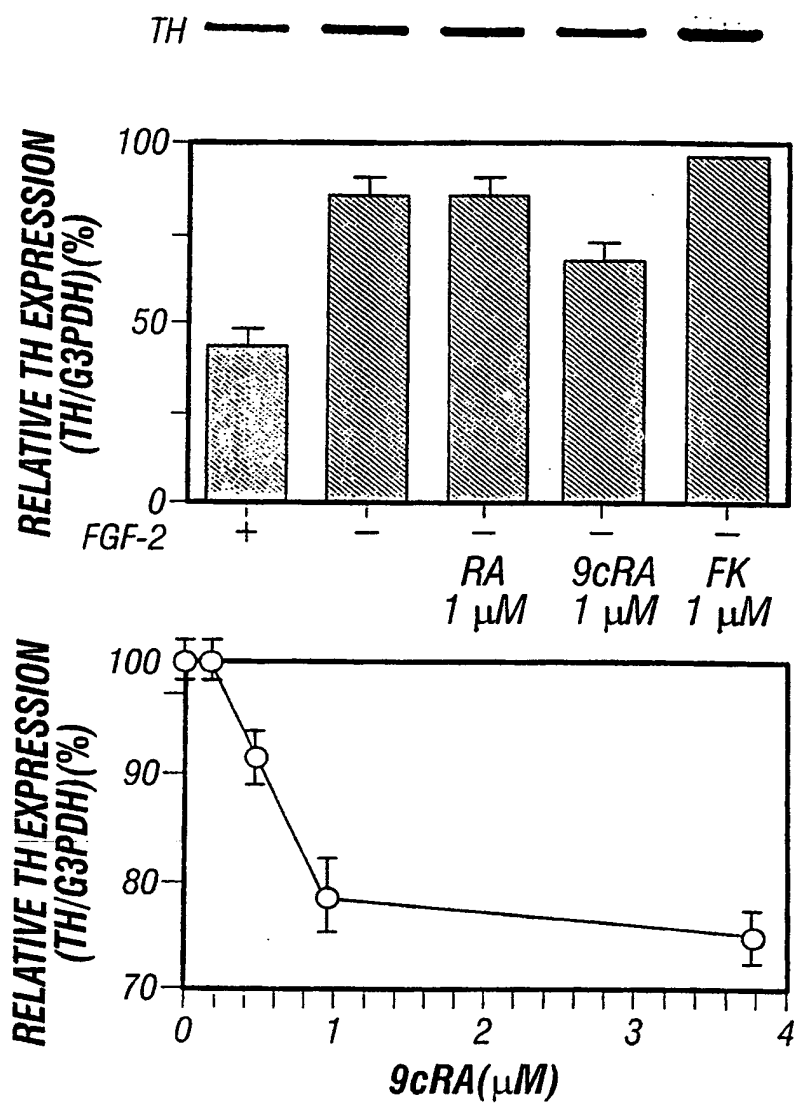 TH
RELATIVE TH EXPRESSION
(TH/G3PDH)(%)
100
50
0
FGF-2 + − − − −
RA 9cRA FK
1 μM 1 μM 1 μM
RELATIVE TH EXPRESSION
(TH/G3PDH)(%)
100
90
80
70
0 1 2 3 4
9cRA(μM)